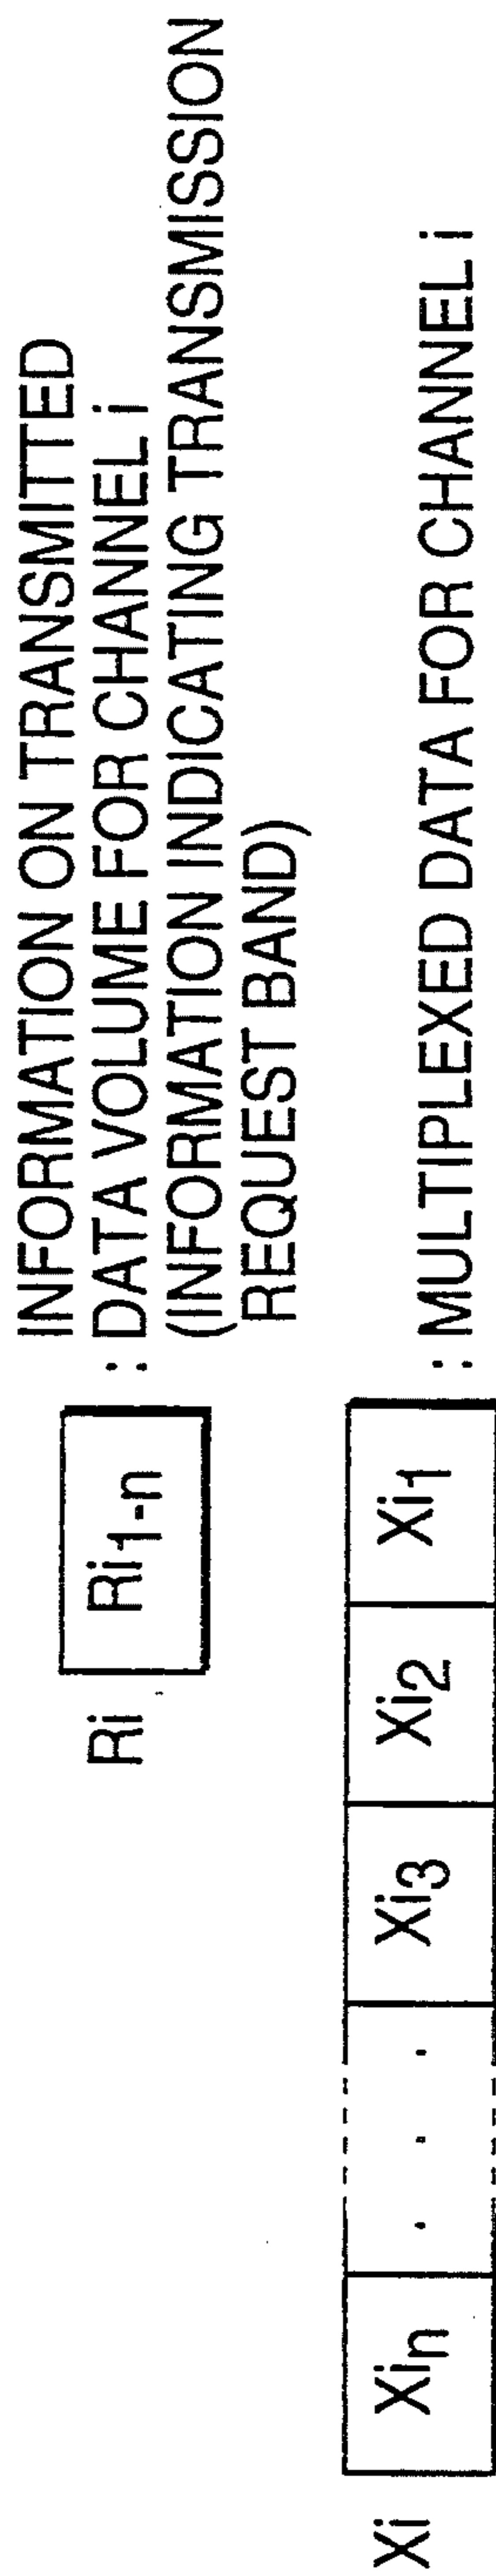 INFORMATION ON TRANSMITTED
Ri Ri1-n : DATA VOLUME FOR CHANNEL i
(INFORMATION INDICATING TRANSMISSION
REQUEST BAND)
Xi Xin . . . Xi3 Xi2 Xi1 : MULTIPLEXED DATA FOR CHANNEL i